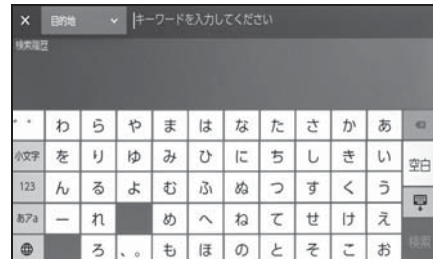 × 目的地 キーワードを入力してください
検索履歴
゛゜ わ ら や ま は な た さ か あ
小文字 を り ゆ み ひ に ち し き い 空白
123 ん る よ む ふ ぬ つ す く う
あア7a ー れ め へ ね て せ け え
ろ 、。 も ほ の と そ こ お 検索